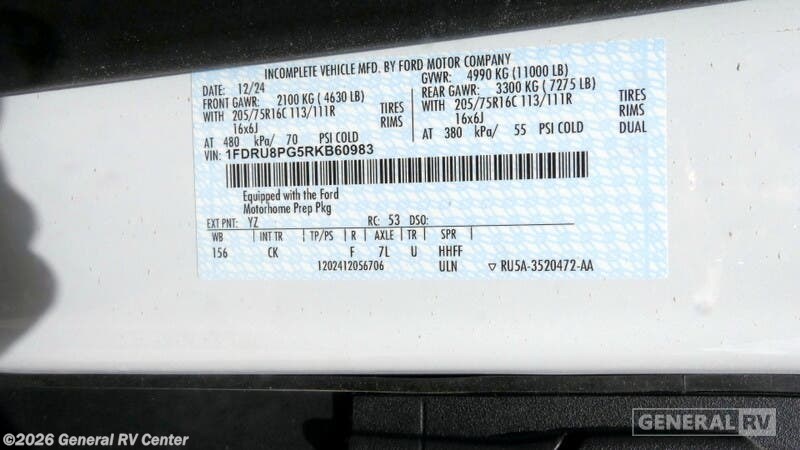 INCOMPLETE VEHICLE MFD. BY FORD MOTOR COMPANY
DATE: 12/24 GVWR: 4990 KG (11000 LB)
FRONT GAWR: 2100 KG ( 4630 LB) REAR GAWR: 3300 KG ( 7275 LB)
WITH 205/75R16C 113/111R TIRES WITH 205/75R16C 113/111R TIRES
16x6J RIMS 16x6J RIMS
AT 480 kPa/ 70 PSI COLD AT 380 kPa/ 55 PSI COLD DUAL
VIN: 1FDRU8PG5RKB60983
Equipped with the Ford
Motorhome Prep Pkg
EXT PNT: YZ RC: 53 DSO:
WB INT TR TP/PS R AXLE TR SPR
156 CK F 7L U HHFF
1202412056706 ULN ▽ RU5A-3520472-AA
GENERAL RV
©2026 General RV Center